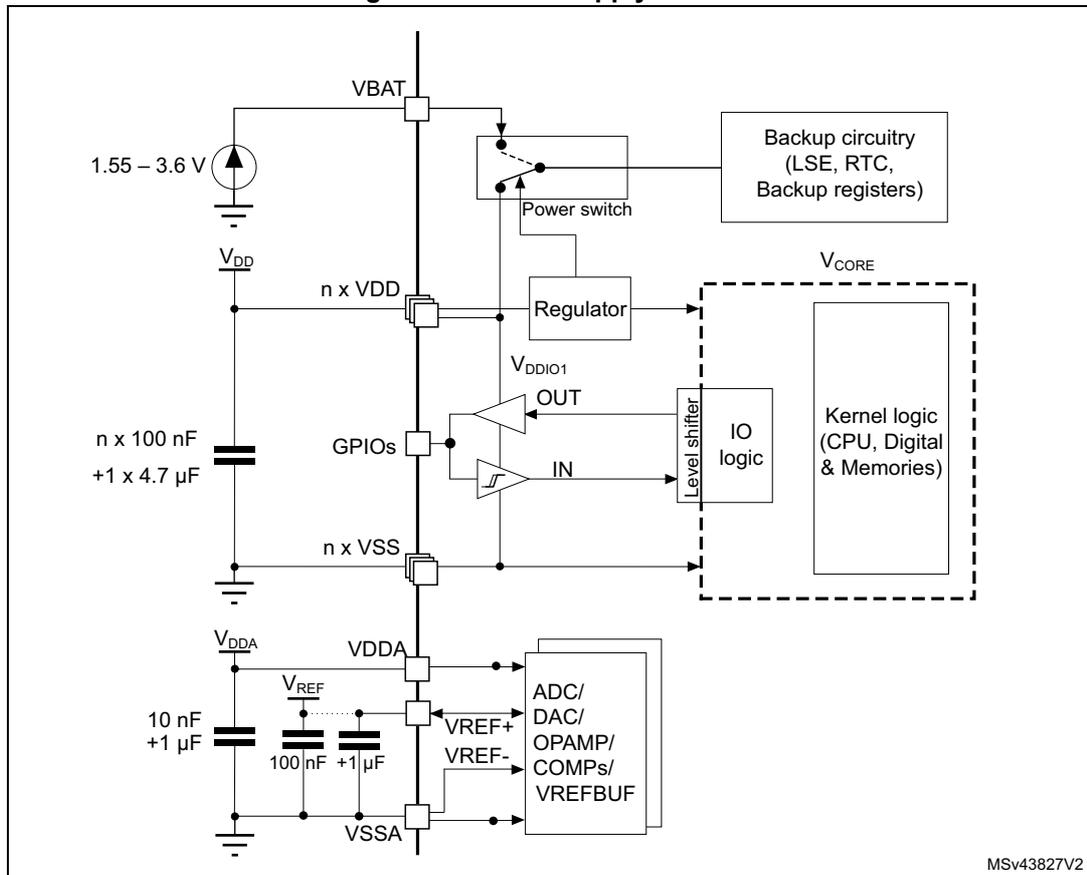 VBAT
1.55 – 3.6 V
Power switch
Backup circuitry
(LSE, RTC,
Backup registers)
VDD
n x VDD
Regulator
VCORE
VDDIO1
OUT
n x 100 nF
+1 x 4.7 µF
GPIOs
IN
Level shifter
IO
logic
Kernel logic
(CPU, Digital
& Memories)
n x VSS
VDDA
VDDA
VREF
10 nF
+1 µF
100 nF
+1 µF
VREF+
VREF-
ADC/
DAC/
OPAMP/
COMPs/
VREFBUF
VSSA
MSv43827V2